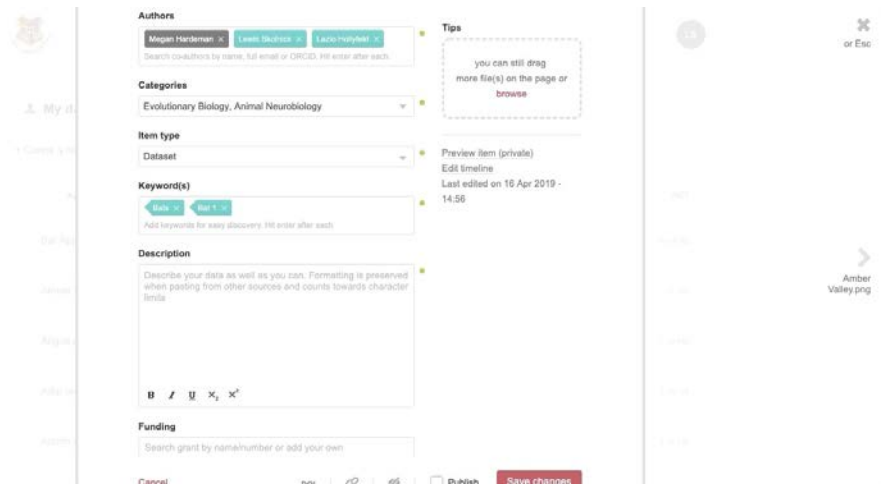 Authors
Megan Hardeman ×
Search co-authors by name, full email or ORCID. Hit enter after each.
Categories
Evolutionary Biology, Animal Neurobiology
Item type
Dataset
Keyword(s)
Bats × Bat 1 ×
Add keywords for easy discovery. Hit enter after each.
Description
Describe your data as well as you can. Formatting is preserved
when pasting from other sources and counts towards character
limits
B I U X₂ X²
Funding
Search grant by name/number or add your own
Cancel
Publish
Save changes
Tips
you can still drag
more file(s) on the page or
browse
Preview item (private)
Edit timeline
Last edited on 16 Apr 2019 -
14:56
or Esc
Amber
Valley.png
My